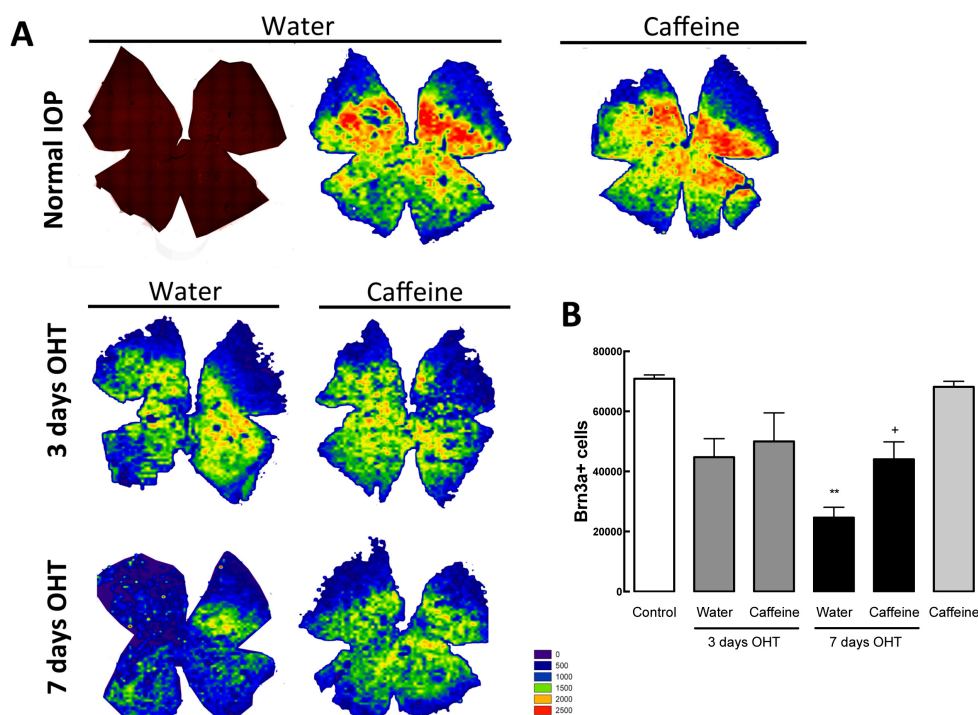 A
Water
Caffeine
Normal IOP
Water
Caffeine
3 days OHT
7 days OHT
0
500
1000
1500
2000
2500
B
80000
60000
40000
20000
0
Brn3a+ cells
**
+
Control
Water
Caffeine
Water
Caffeine
Caffeine
3 days OHT
7 days OHT